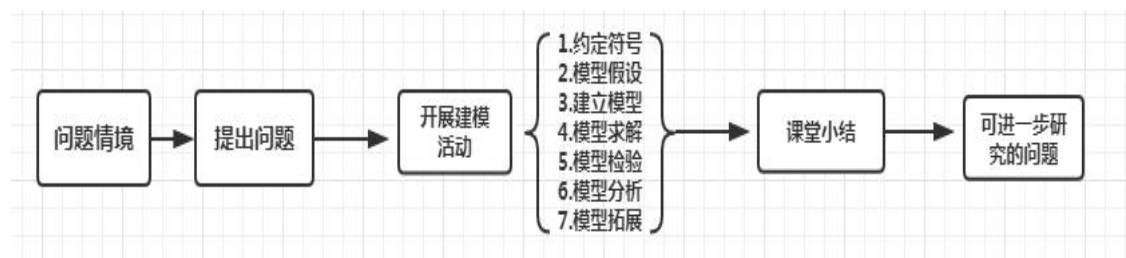 问题情境
提出问题
开展建模
活动
1.约定符号
2.模型假设
3.建立模型
4.模型求解
5.模型检验
6.模型分析
7.模型拓展
课堂小结
可进一步研
究的问题